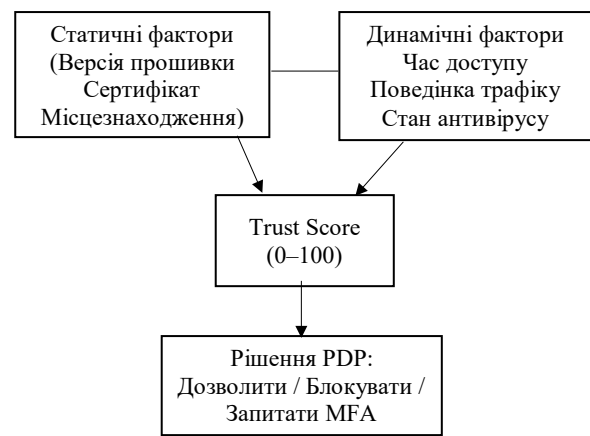 Статичні фактори
(Версія прошивки
Сертифікат
Місцезнаходження)
Динамічні фактори
Час доступу
Поведінка трафіку
Стан антивірусу
Trust Score
(0–100)
Рішення PDP:
Дозволити / Блокувати /
Запитати MFA